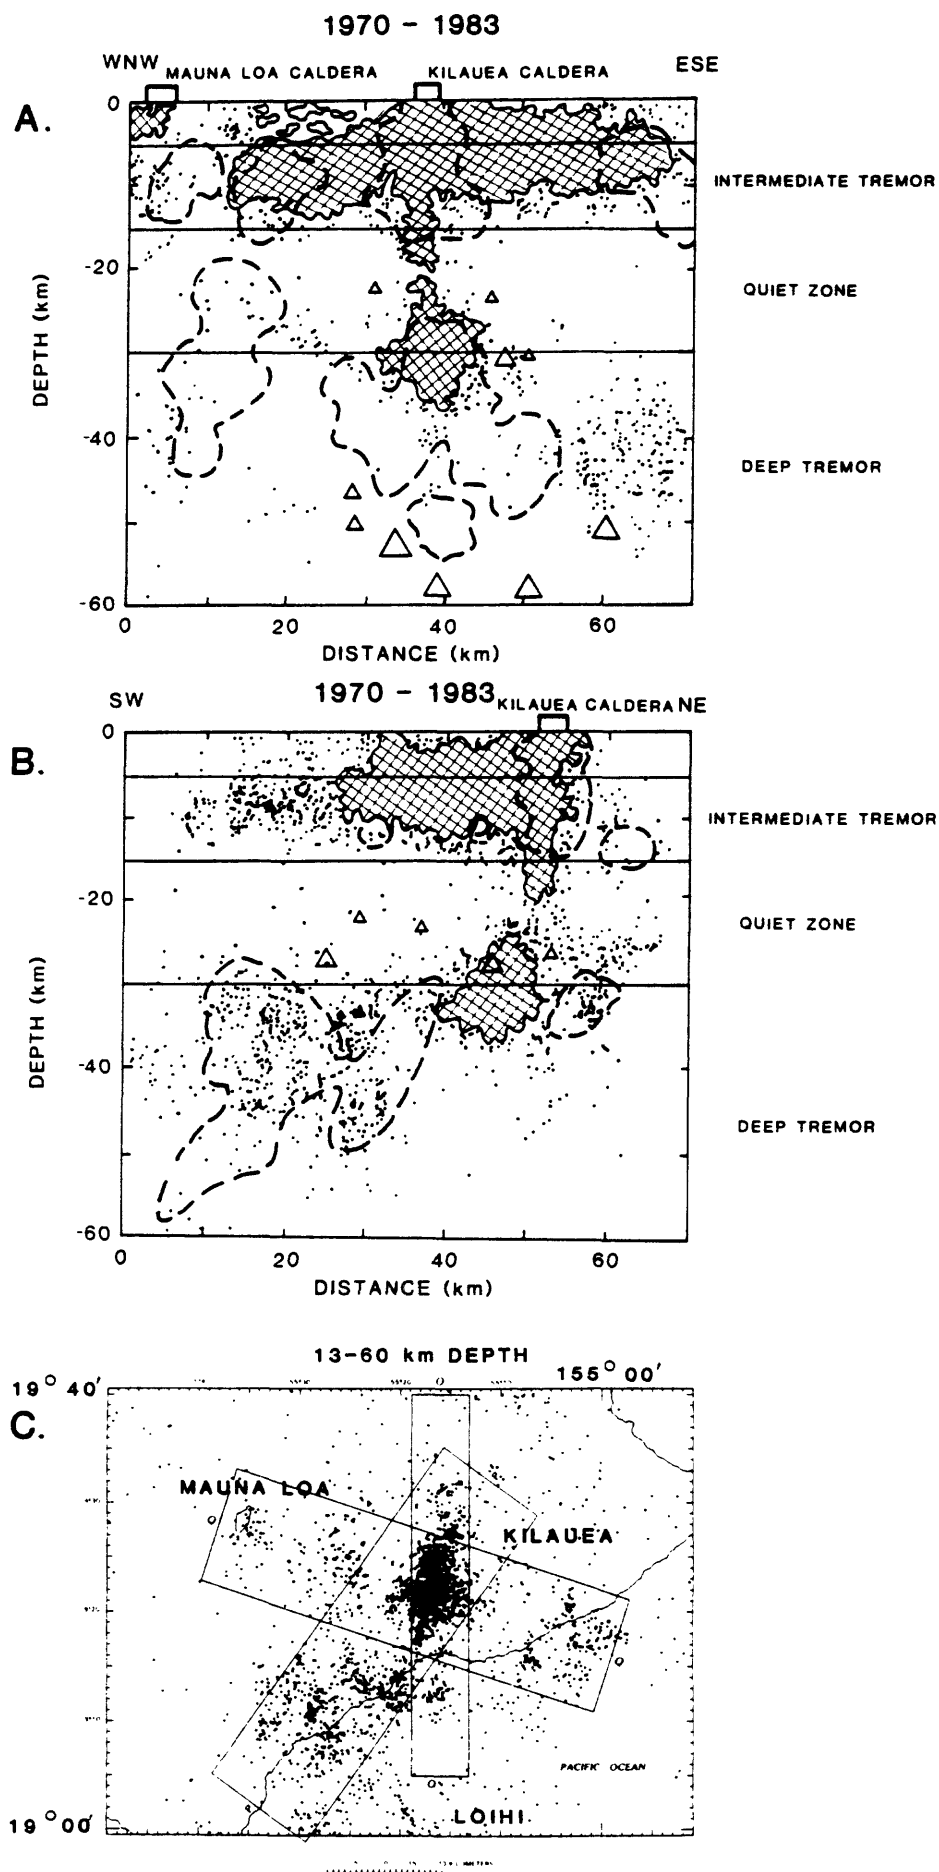 1970 - 1983
WNW MAUNA LOA CALDERA KILAUEA CALDERA ESE
A.
0
INTERMEDIATE TREMOR
-20
QUIET ZONE
DEPTH (km)
-40
DEEP TREMOR
-60
0 20 40 60
DISTANCE (km)
SW 1970 - 1983 KILAUEA CALDERA NE
B.
0
INTERMEDIATE TREMOR
-20
QUIET ZONE
DEPTH (km)
-40
DEEP TREMOR
-60
0 20 40 60
DISTANCE (km)
13-60 km DEPTH
19° 40′ 155° 00′
C.
MAUNA LOA
KILAUEA
PACIFIC OCEAN
LOIHI
19° 00′